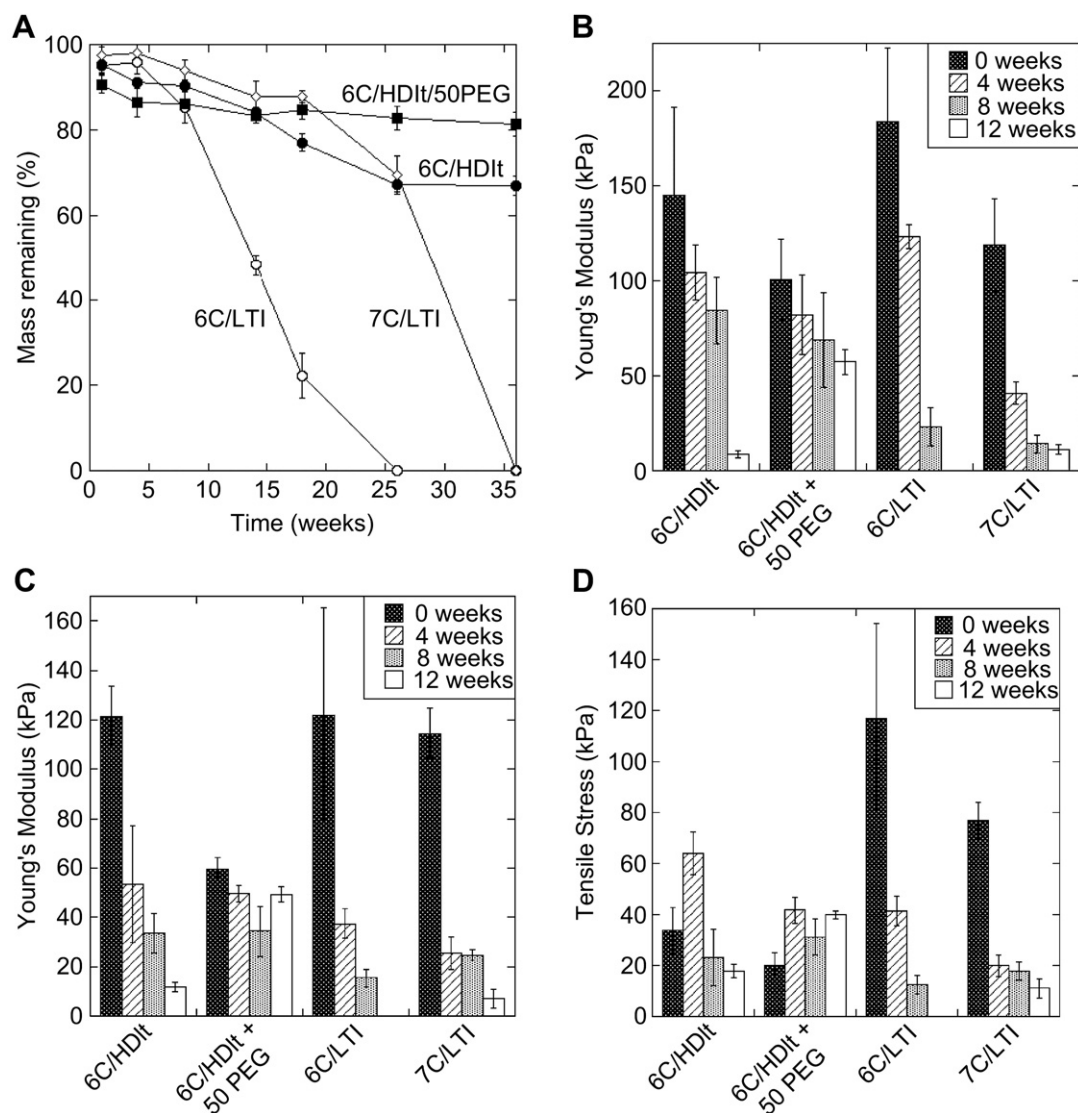 A
100
80
60
40
20
0
Mass remaining (%)
6C/HDIt/50PEG
6C/HDIt
6C/LTI
7C/LTI
0 5 10 15 20 25 30 35
Time (weeks)
B
200
150
100
50
0
Young's Modulus (kPa)
0 weeks
4 weeks
8 weeks
12 weeks
6C/HDIt
6C/HDIt +
50 PEG
6C/LTI
7C/LTI
C
160
140
120
100
80
60
40
20
0
Young's Modulus (kPa)
0 weeks
4 weeks
8 weeks
12 weeks
6C/HDIt
6C/HDIt +
50 PEG
6C/LTI
7C/LTI
D
160
140
120
100
80
60
40
20
0
Tensile Stress (kPa)
0 weeks
4 weeks
8 weeks
12 weeks
6C/HDIt
6C/HDIt +
50 PEG
6C/LTI
7C/LTI